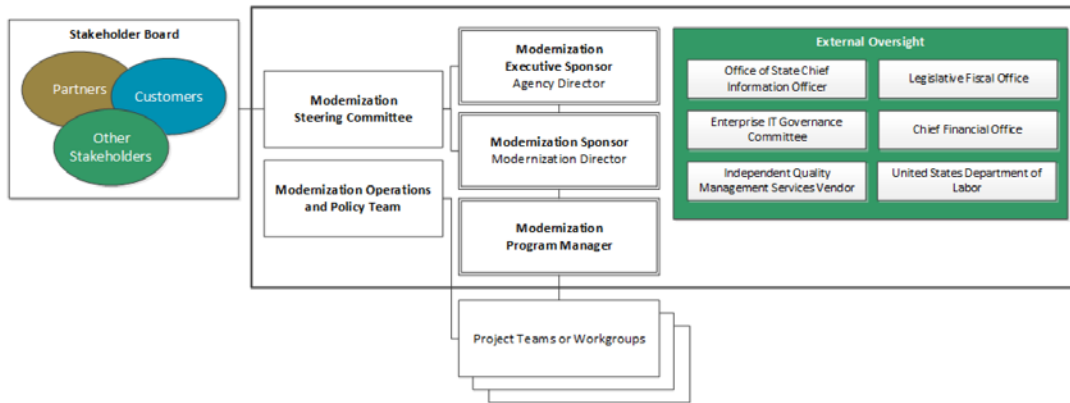 Stakeholder Board
Partners
Customers
Other
Stakeholders
Modernization
Steering Committee
Modernization Operations
and Policy Team
Modernization
Executive Sponsor
Agency Director
Modernization Sponsor
Modernization Director
Modernization
Program Manager
Project Teams or Workgroups
External Oversight
Office of State Chief
Information Officer
Legislative Fiscal Office
Enterprise IT Governance
Committee
Chief Financial Office
Independent Quality
Management Services Vendor
United States Department of
Labor